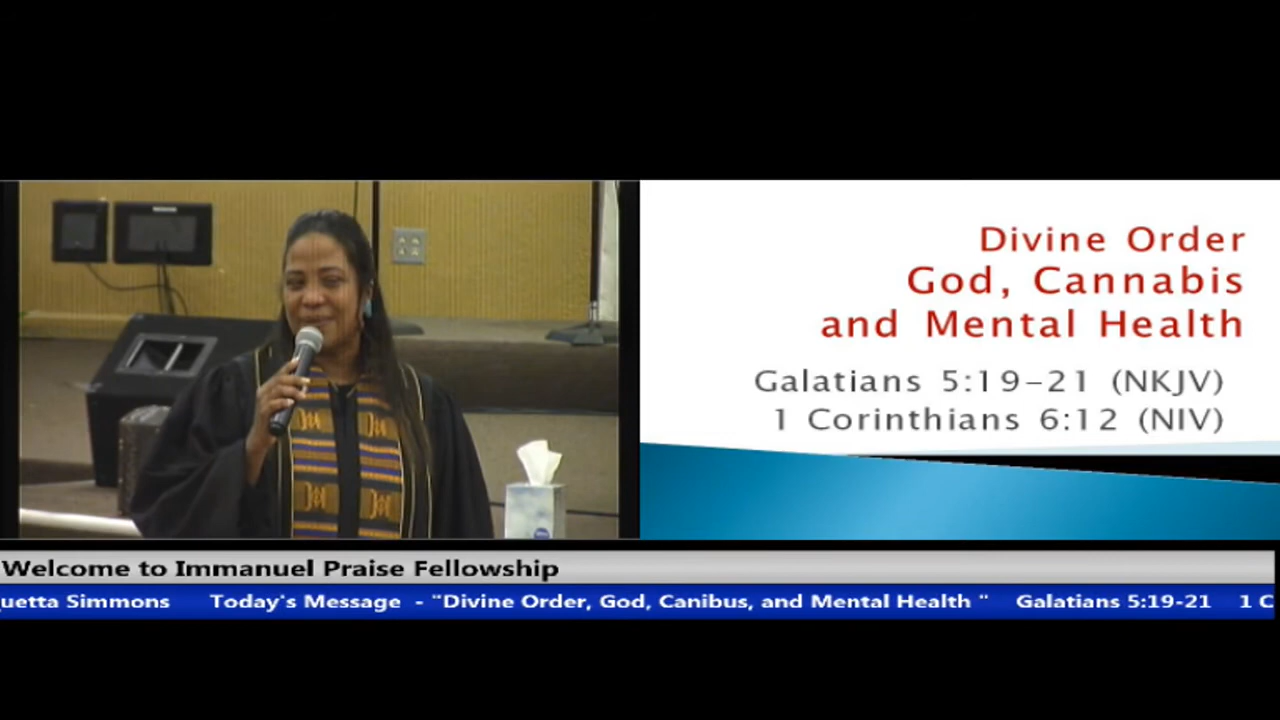 Divine Order
God, Cannabis
and Mental Health
Galatians 5:19-21 (NKJV)
1 Corinthians 6:12 (NIV)
Welcome to Immanuel Praise Fellowship
uetta Simmons Today's Message - "Divine Order, God, Canibus, and Mental Health " Galatians 5:19-21 1 C